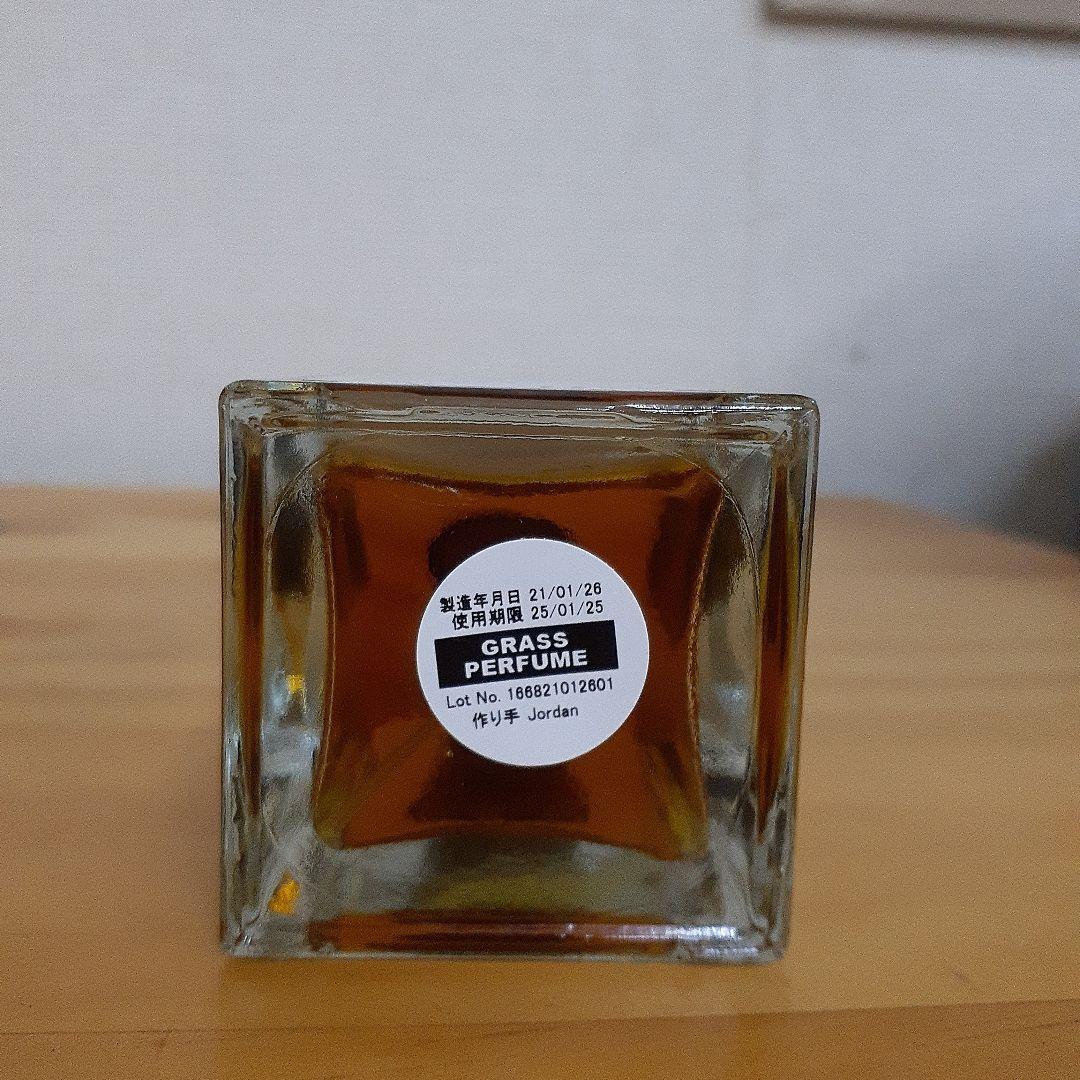 製造年月日 21/01/26
使用期限 25/01/25
GRASS
PERFUME
Lot No. 166821012601
作り手 Jordan